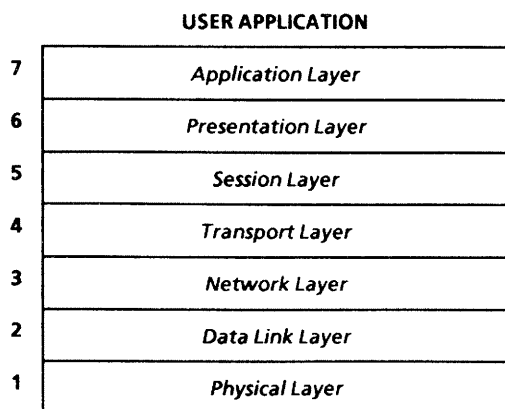 USER APPLICATION
7 Application Layer
6 Presentation Layer
5 Session Layer
4 Transport Layer
3 Network Layer
2 Data Link Layer
1 Physical Layer